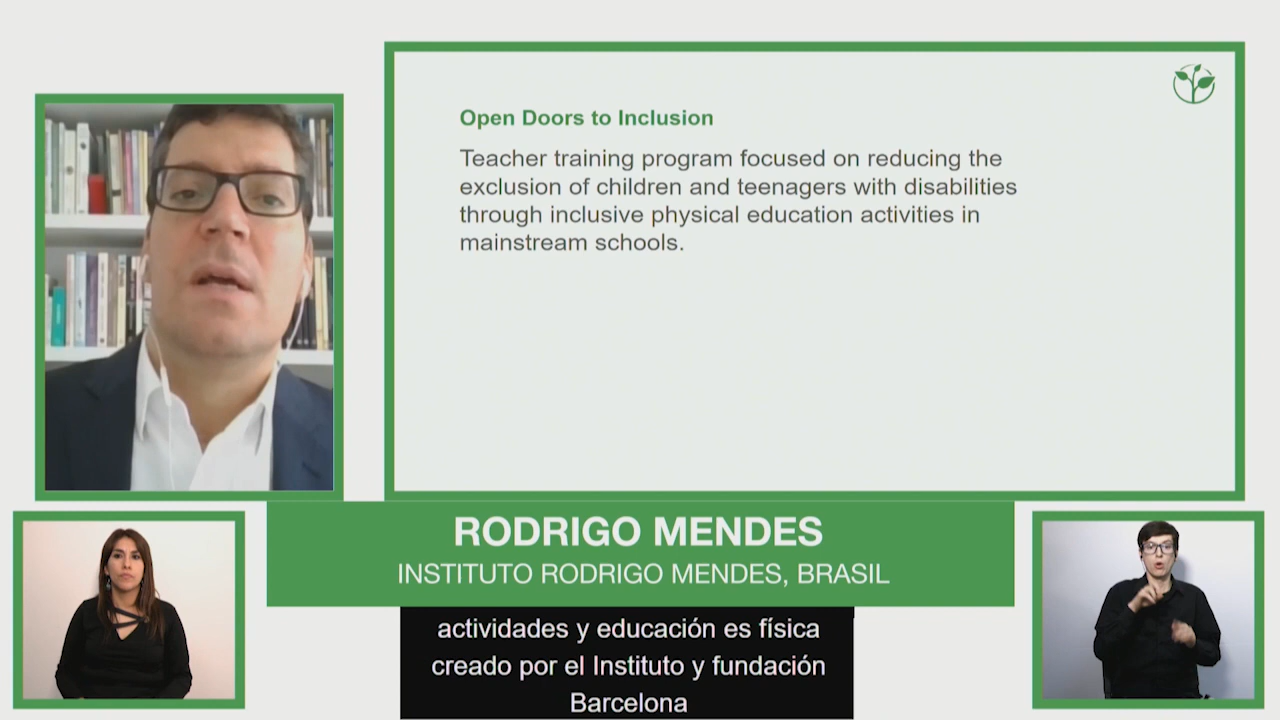 Open Doors to Inclusion
Teacher training program focused on reducing the
exclusion of children and teenagers with disabilities
through inclusive physical education activities in
mainstream schools.
RODRIGO MENDES
INSTITUTO RODRIGO MENDES, BRASIL
actividades y educación es física
creado por el Instituto y fundación
Barcelona